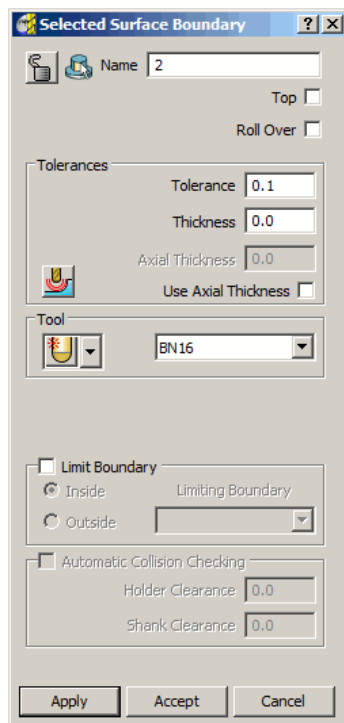 Selected Surface Boundary
Name 2
Top
Roll Over
Tolerances
Tolerance 0.1
Thickness 0.0
Axial Thickness 0.0
Use Axial Thickness
Tool
BN16
Limit Boundary
Inside Limiting Boundary
Outside
Automatic Collision Checking
Holder Clearance 0.0
Shank Clearance 0.0
Apply Accept Cancel